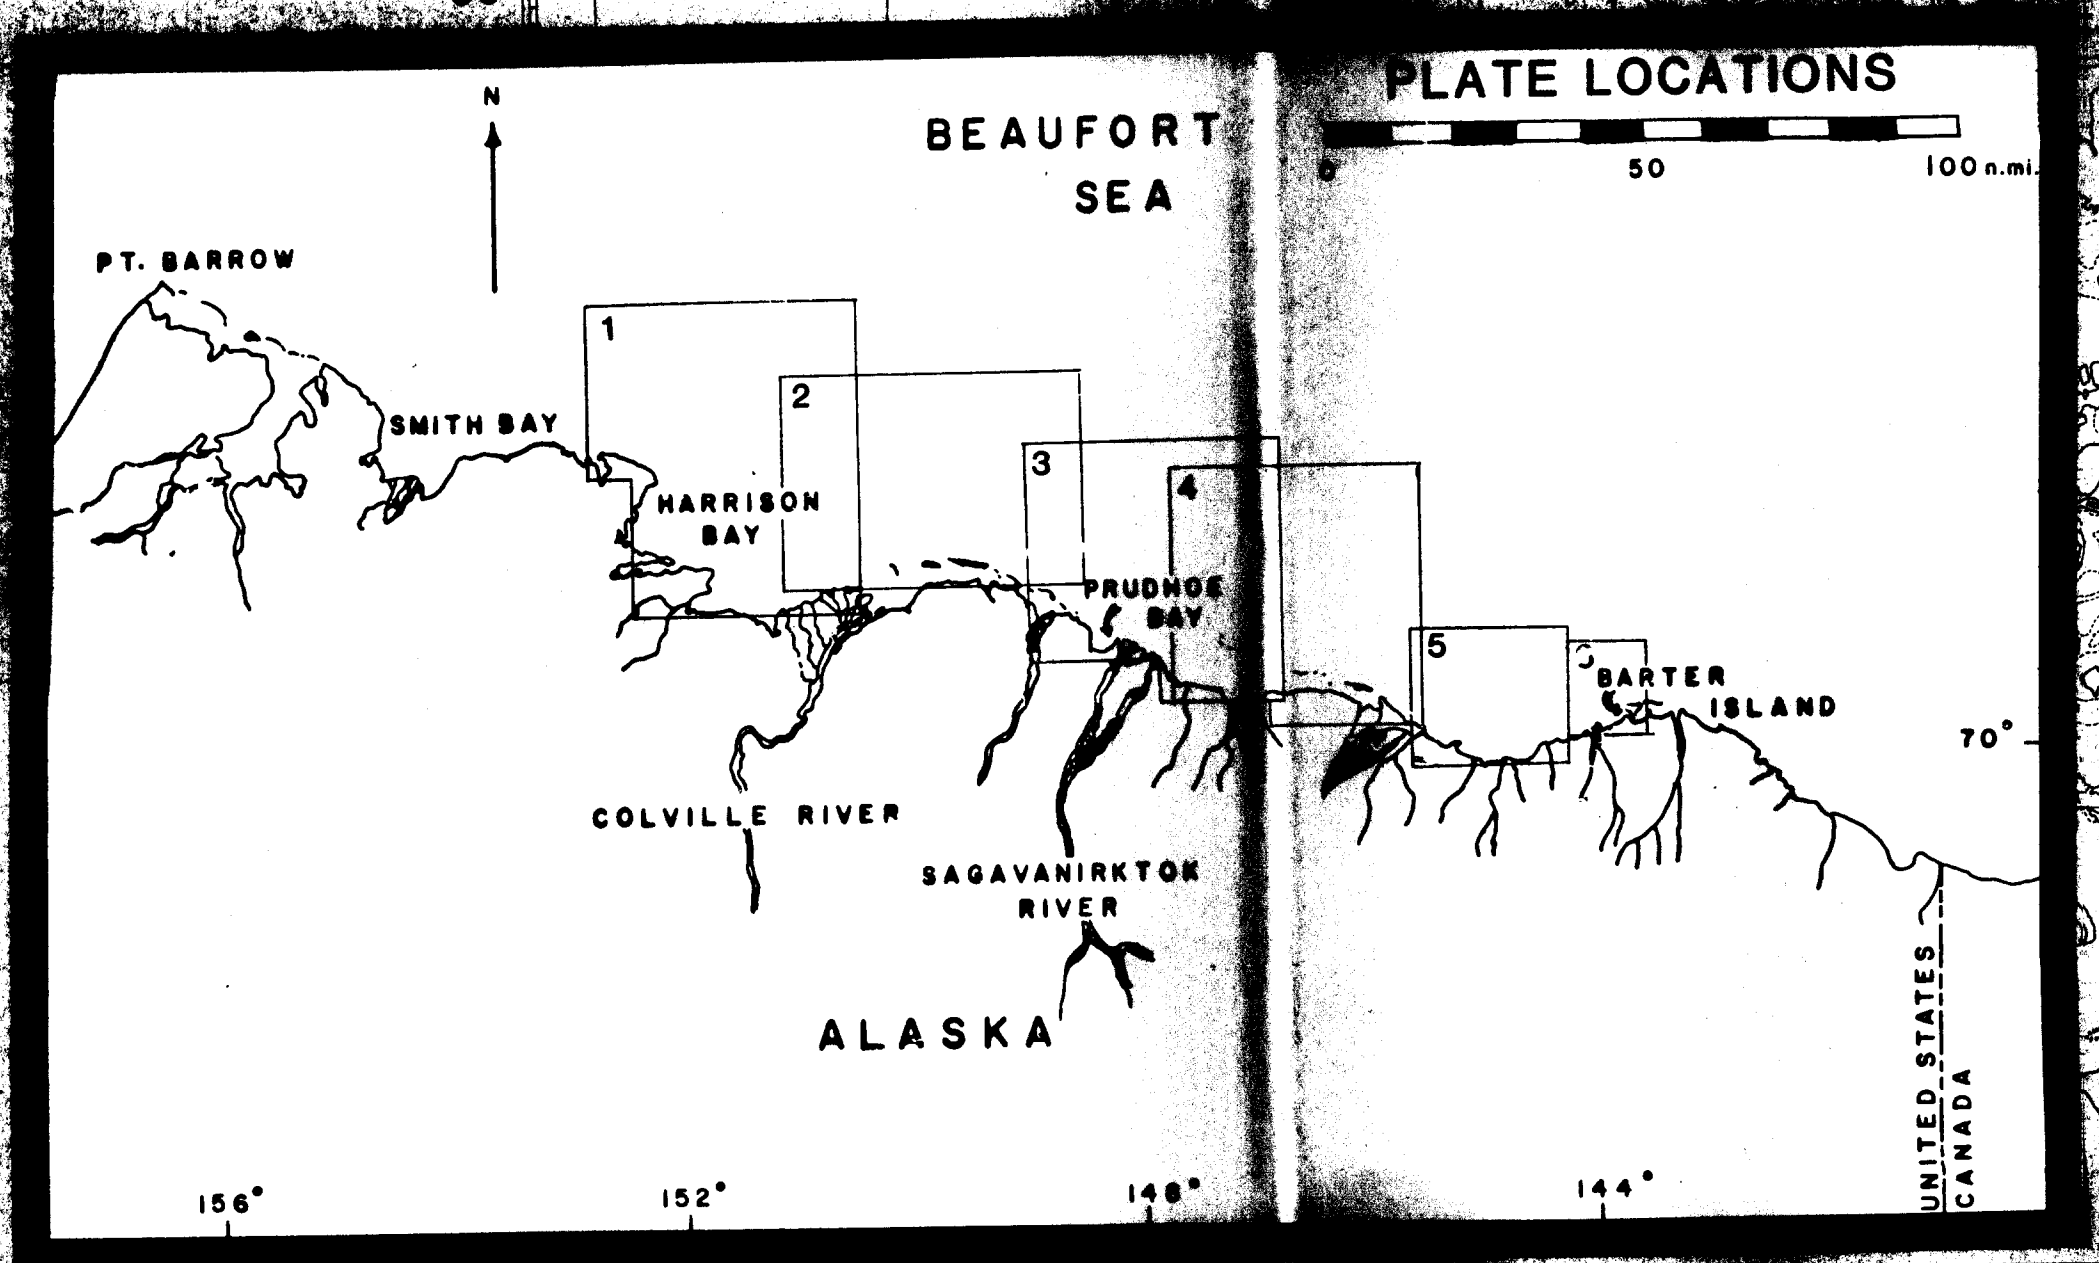 PLATE LOCATIONS
0 50 100 n.mi.
N
BEAUFORT
SEA
PT. BARROW
SMITH BAY
1
2
3
4
5
HARRISON
BAY
PRUDHOE
BAY
BARTER
ISLAND
70°
COLVILLE RIVER
SAGAVANIRKTOK
RIVER
ALASKA
UNITED STATES
CANADA
156° 152° 148° 144°